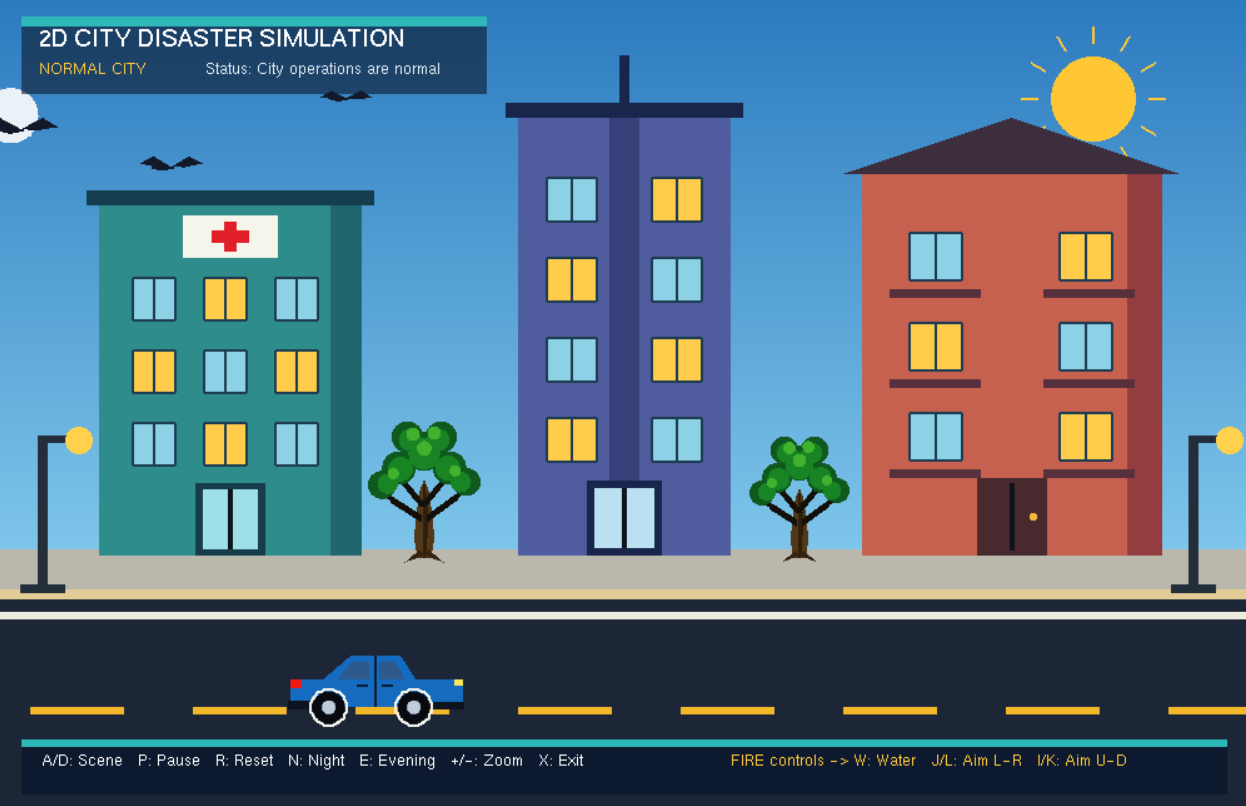 2D CITY DISASTER SIMULATION
NORMAL CITY Status: City operations are normal
A/D: Scene P: Pause R: Reset N: Night E: Evening +/-: Zoom X: Exit FIRE controls -> W: Water J/L: Aim L-R I/K: Aim U-D